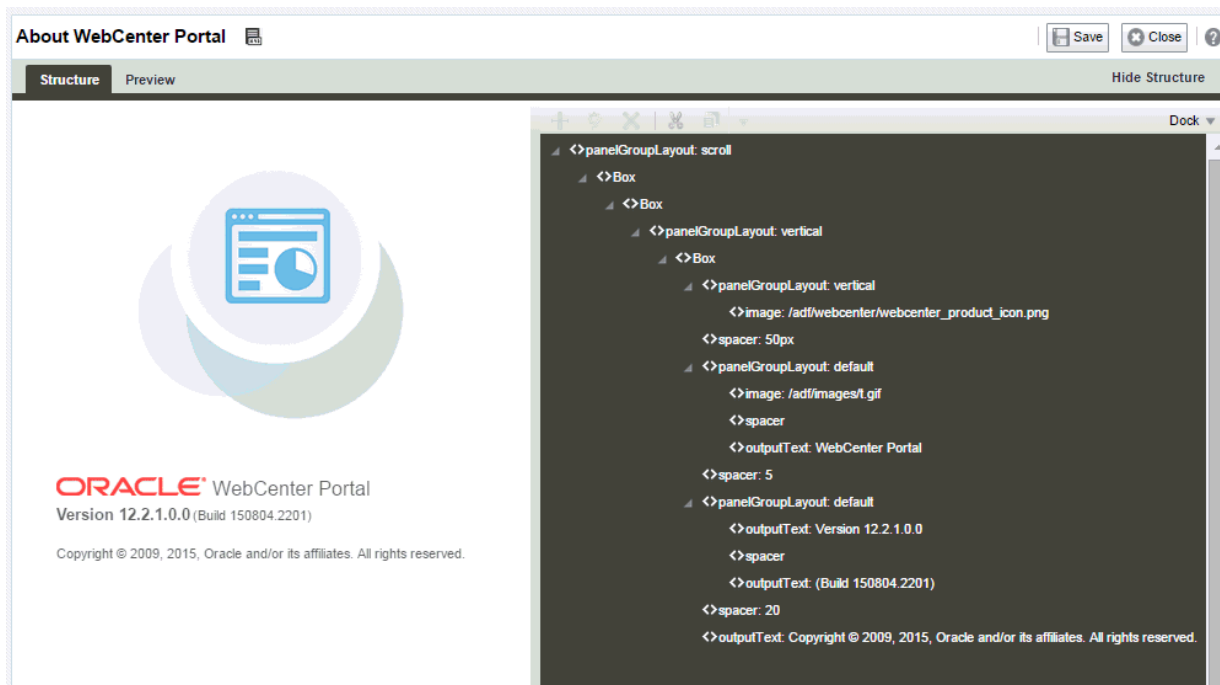 About WebCenter Portal
Save
Close
Structure
Preview
Hide Structure
Dock
<>panelGroupLayout: scroll
<>Box
<>Box
<>panelGroupLayout: vertical
<>Box
<>panelGroupLayout: vertical
<>image: /adf/webcenter/webcenter_product_icon.png
<>spacer: 50px
<>panelGroupLayout: default
<>image: /adf/images/t.gif
<>spacer
<>outputText: WebCenter Portal
<>spacer: 5
<>panelGroupLayout: default
<>outputText: Version 12.2.1.0.0
<>spacer
<>outputText: (Build 150804.2201)
<>spacer: 20
<>outputText: Copyright © 2009, 2015, Oracle and/or its affiliates. All rights reserved.
ORACLE® WebCenter Portal
Version 12.2.1.0.0 (Build 150804.2201)
Copyright © 2009, 2015, Oracle and/or its affiliates. All rights reserved.